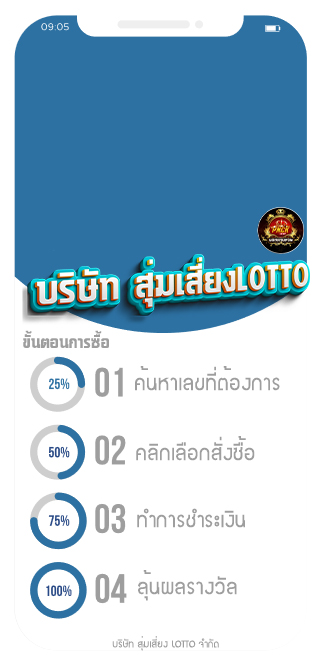 09:05
บริษัท สุ่มเสี่ยงLOTTO
ขั้นตอนการซื้อ
25% 01 ค้นหาเลขที่ต้องการ
50% 02 คลิกเลือกสั่งซื้อ
75% 03 ทำการชำระเงิน
100% 04 ลุ้นผลรางวัล
บริษัท สุ่มเสี่ยง LOTTO จำกัด